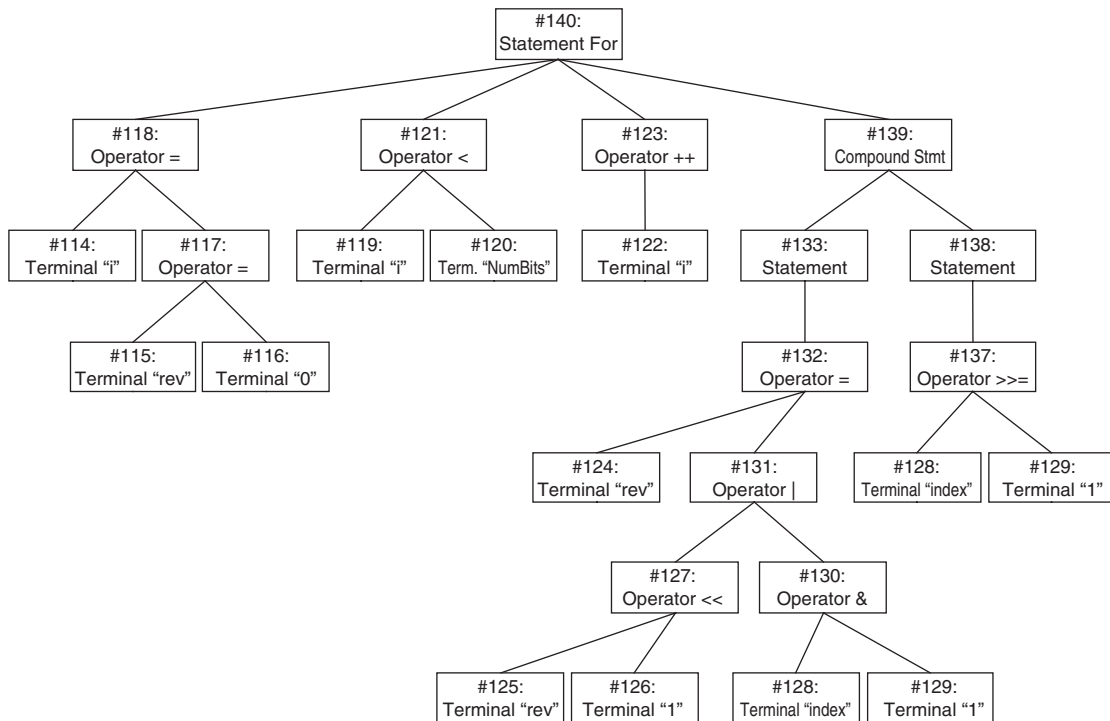 #140:
Statement For
#118:
Operator =
#121:
Operator <
#123:
Operator ++
#139:
Compound Stmt
#114:
Terminal “i”
#117:
Operator =
#119:
Terminal “i”
#120:
Term. “NumBits”
#122:
Terminal “i”
#133:
Statement
#138:
Statement
#115:
Terminal “rev”
#116:
Terminal “0”
#132:
Operator =
#137:
Operator >>=
#124:
Terminal “rev”
#131:
Operator |
#128:
Terminal “index”
#129:
Terminal “1”
#127:
Operator <<
#130:
Operator &
#125:
Terminal “rev”
#126:
Terminal “1”
#128:
Terminal “index”
#129:
Terminal “1”